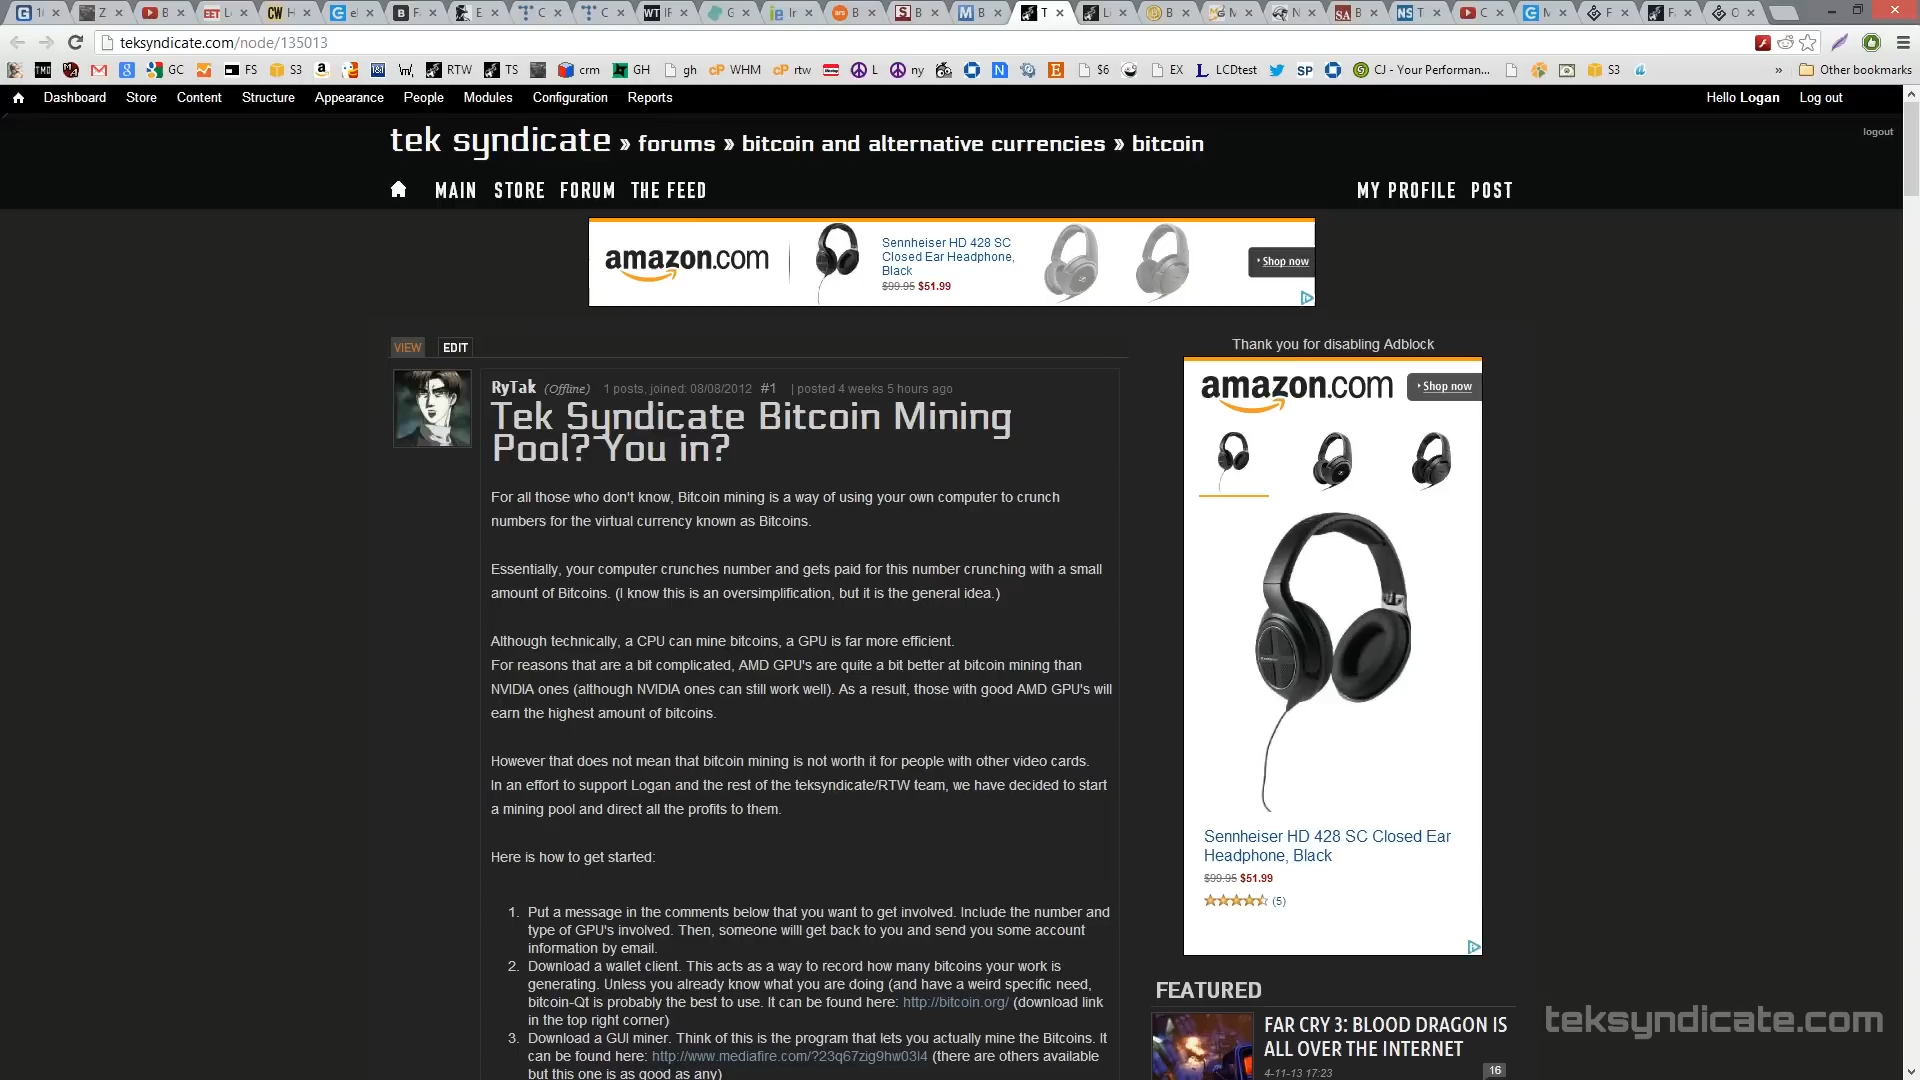 teksyndicate.com/node/135013
TMD
GC
FS
S3
RTW
TS
crm
GH
gh
cP WHM
cP rtw
L
ny
S6
EX
LCDtest
SP
CJ - Your Performan...
S3
»
Other bookmarks
Dashboard Store Content Structure Appearance People Modules Configuration Reports
Hello Logan Log out
logout
tek syndicate » forums » bitcoin and alternative currencies » bitcoin
MAIN STORE FORUM THE FEED
MY PROFILE POST
amazon.com
Sennheiser HD 428 SC
Closed Ear Headphone,
Black
$99.95 $51.99
Shop now
VIEW EDIT
RyTak (Offline) 1 posts, joined: 08/08/2012 #1 | posted 4 weeks 5 hours ago
Tek Syndicate Bitcoin Mining
Pool? You in?
For all those who don't know, Bitcoin mining is a way of using your own computer to crunch
numbers for the virtual currency known as Bitcoins.
Essentially, your computer crunches number and gets paid for this number crunching with a small
amount of Bitcoins. (I know this is an oversimplification, but it is the general idea.)
Although technically, a CPU can mine bitcoins, a GPU is far more efficient.
For reasons that are a bit complicated, AMD GPU's are quite a bit better at bitcoin mining than
NVIDIA ones (although NVIDIA ones can still work well). As a result, those with good AMD GPU's will
earn the highest amount of bitcoins.
However that does not mean that bitcoin mining is not worth it for people with other video cards.
In an effort to support Logan and the rest of the teksyndicate/RTW team, we have decided to start
a mining pool and direct all the profits to them.
Here is how to get started:
1. Put a message in the comments below that you want to get involved. Include the number and
type of GPU's involved. Then, someone willl get back to you and send you some account
information by email.
2. Download a wallet client. This acts as a way to record how many bitcoins your work is
generating. Unless you already know what you are doing (and have a weird specific need,
bitcoin-Qt is probably the best to use. It can be found here: http://bitcoin.org/ (download link
in the top right corner)
3. Download a GUI miner. Think of this is the program that lets you actually mine the Bitcoins. It
can be found here: http://www.mediafire.com/?23q67zig9hw03l4 (there are others available
but this one is as good as any)
Thank you for disabling Adblock
amazon.com
Shop now
Sennheiser HD 428 SC Closed Ear
Headphone, Black
$99.95 $51.99
(5)
FEATURED
FAR CRY 3: BLOOD DRAGON IS
ALL OVER THE INTERNET
4-11-13 17:23
16
teksyndicate.com